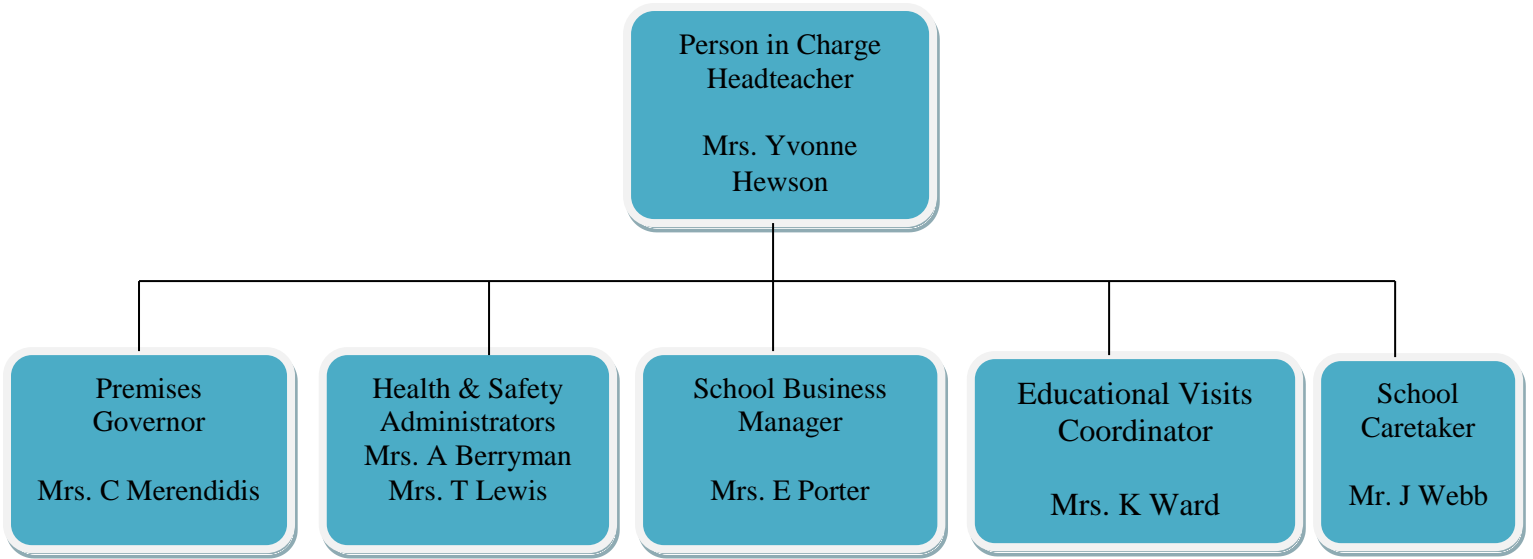 Person in Charge
Headteacher
Mrs. Yvonne
Hewson
Premises
Governor
Mrs. C Merendidis
Health & Safety
Administrators
Mrs. A Berryman
Mrs. T Lewis
School Business
Manager
Mrs. E Porter
Educational Visits
Coordinator
Mrs. K Ward
School
Caretaker
Mr. J Webb